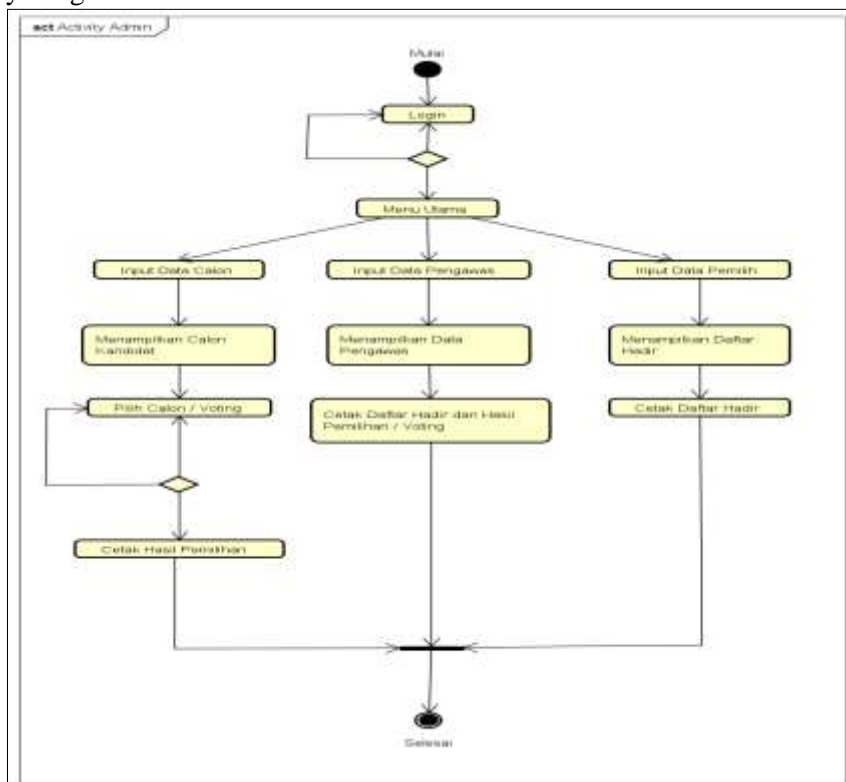 act Activity Admin
Mulai
Login
Menu Utama
Input Data Calon
Input Data Pengawas
Input Data Pemilih
Menampilkan Calon
Kandidat
Menampilkan Data
Pengawas
Menampilkan Daftar
Hadir
Pilih Calon / Voting
Cetak Daftar Hadir dan Hasil
Pemilihan / Voting
Cetak Daftar Hadir
Cetak Hasil Pemilihan
Selesai